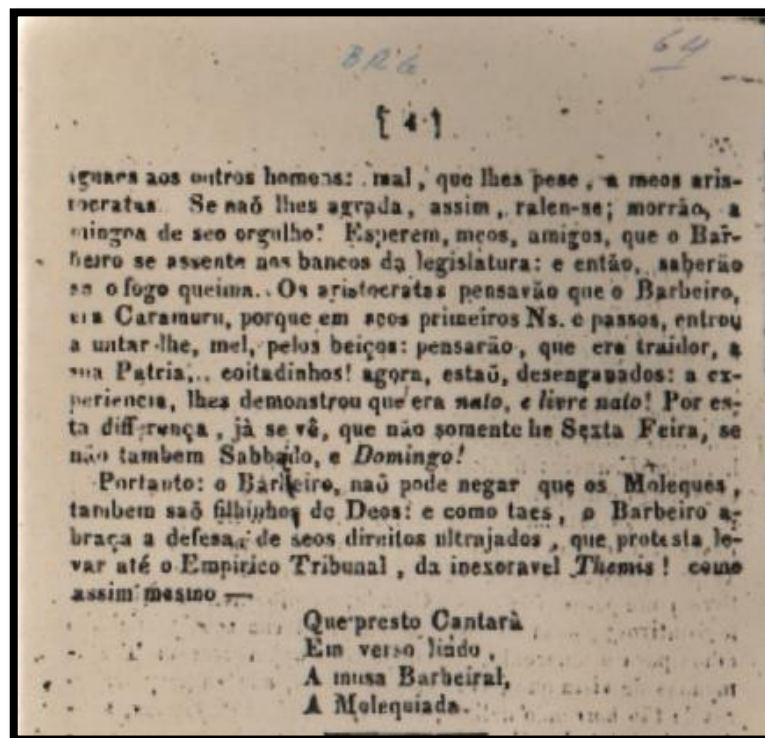 BRG
64
[ 4 ]
iguaes aos outros homens: mal, que lhes pese, a meos aris-
tocratas. Se naõ lhes agrada, assim, ralen-se; morrão, a
mingoa de seo orgulho! Esperem, meos, amigos, que o Bar-
beiro se assente nos bancos da legislatura: e então, saberão
se o fogo queima.. Os aristocratas pensavão que o Barbeiro,
era Caramuru, porque em seos primeiros Ns. e passos, entrou
a untar-lhe, mel, pelos beiços: pensarão, que era traidor, a
sua Patria,.. coitadinhos! agora, estaõ, desenganados: a ex-
periencia, lhes demonstrou que era nato, e livre nato! Por es-
ta differença, já se vê, que não somente he Sexta Feira, se
não tambem Sabbado, e Domingo!
Portanto: o Barbeiro, naõ pode negar que os Moleques,
tambem saõ filhinhos de Deos: e como taes, o Barbeiro a-
braça a defesa, de seos direitos ultrajados, que protesta le-
var até o Empirico Tribunal, da inexoravel Themis! como
assim mesmo —
Que presto Cantarà
Em verso lindo,
A musa Barbeiral,
A Molequiada.